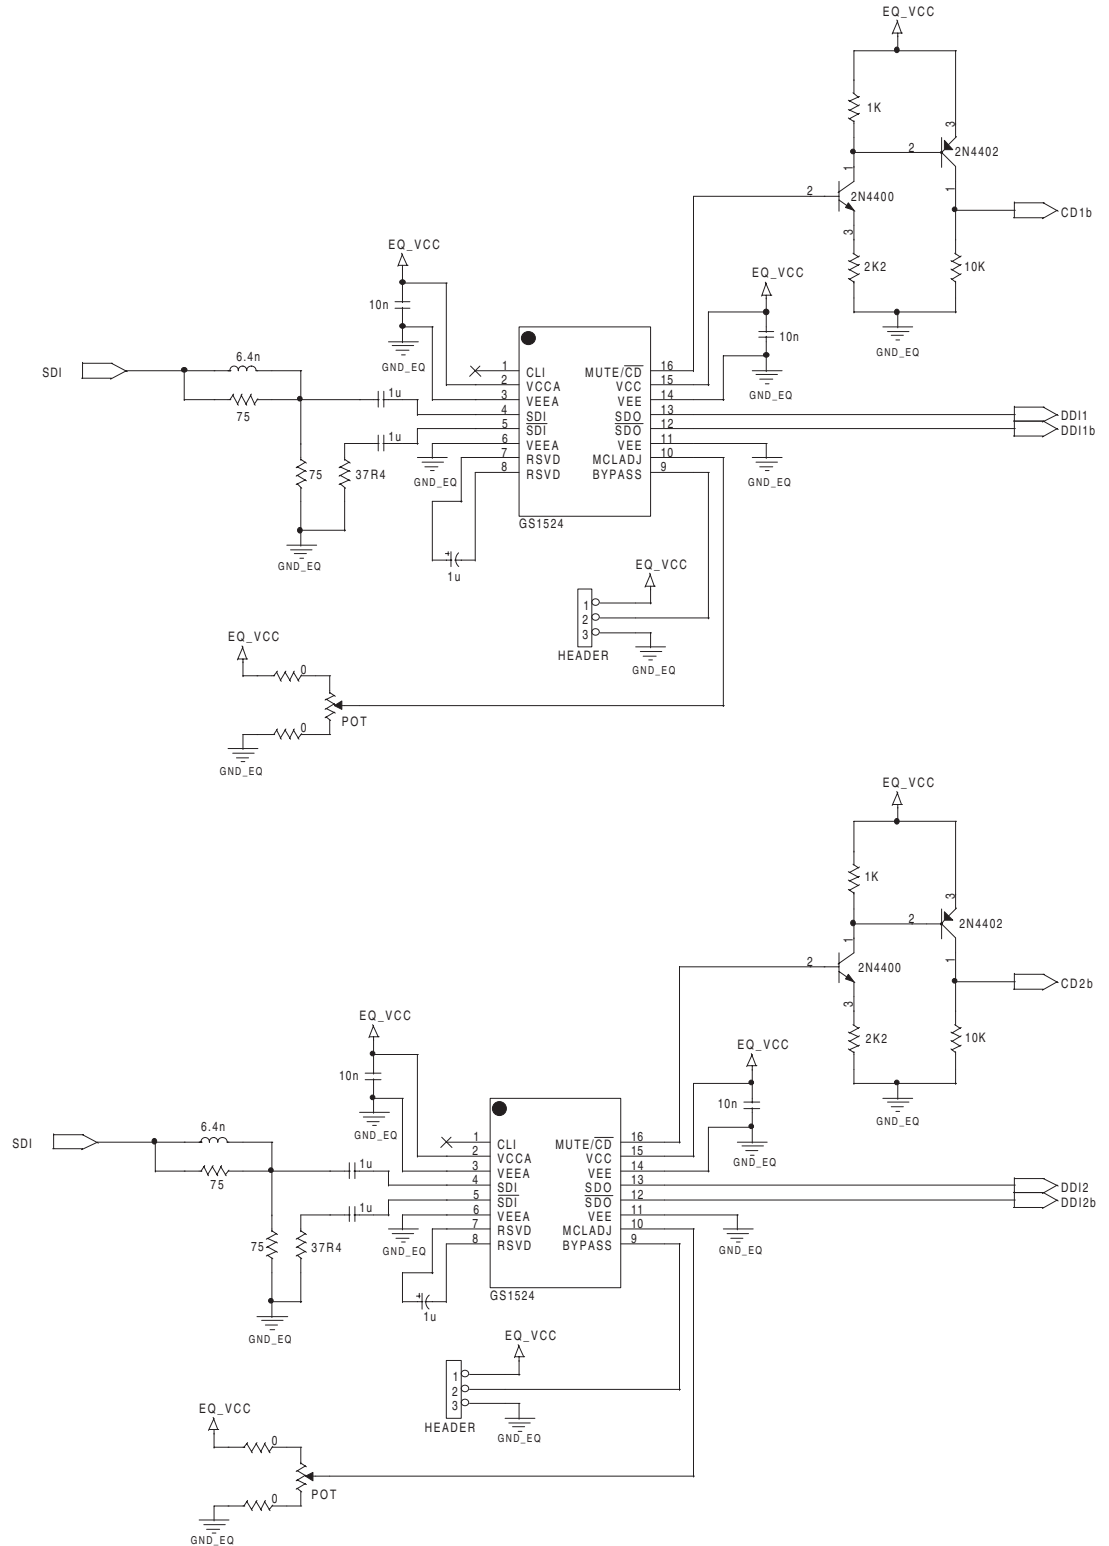 EQ_VCC
1K
3
2
2N4402
1
1
2
2N4400
CD1b
3
EQ_VCC
2K2
10K
EQ_VCC
10n
10n
GND_EQ
GND_EQ
6.4n
SDI
GND_EQ
75
1u
1 CLI MUTE/CD 16
2 VCCA VCC 15
3 VEEA VEE 14
4 SDI SDO 13 DDI1
5 SDI SDO 12 DDI1b
6 VEEA VEE 11
7 RSVD MCLADJ 10
8 RSVD BYPASS 9
1u
75
37R4
GND_EQ
GND_EQ
GS1524
GND_EQ
+
1u
EQ_VCC
1
2
3
HEADER
GND_EQ
EQ_VCC
0
POT
0
GND_EQ
EQ_VCC
1K
3
2
2N4402
1
1
2
2N4400
CD2b
3
EQ_VCC
2K2
10K
EQ_VCC
10n
10n
GND_EQ
GND_EQ
6.4n
SDI
GND_EQ
75
1u
1 CLI MUTE/CD 16
2 VCCA VCC 15
3 VEEA VEE 14
4 SDI SDO 13 DDI2
5 SDI SDO 12 DDI2b
6 VEEA VEE 11
7 RSVD MCLADJ 10
8 RSVD BYPASS 9
1u
75
37R4
GND_EQ
GND_EQ
GS1524
GND_EQ
+
1u
EQ_VCC
1
2
3
HEADER
GND_EQ
EQ_VCC
0
POT
0
GND_EQ